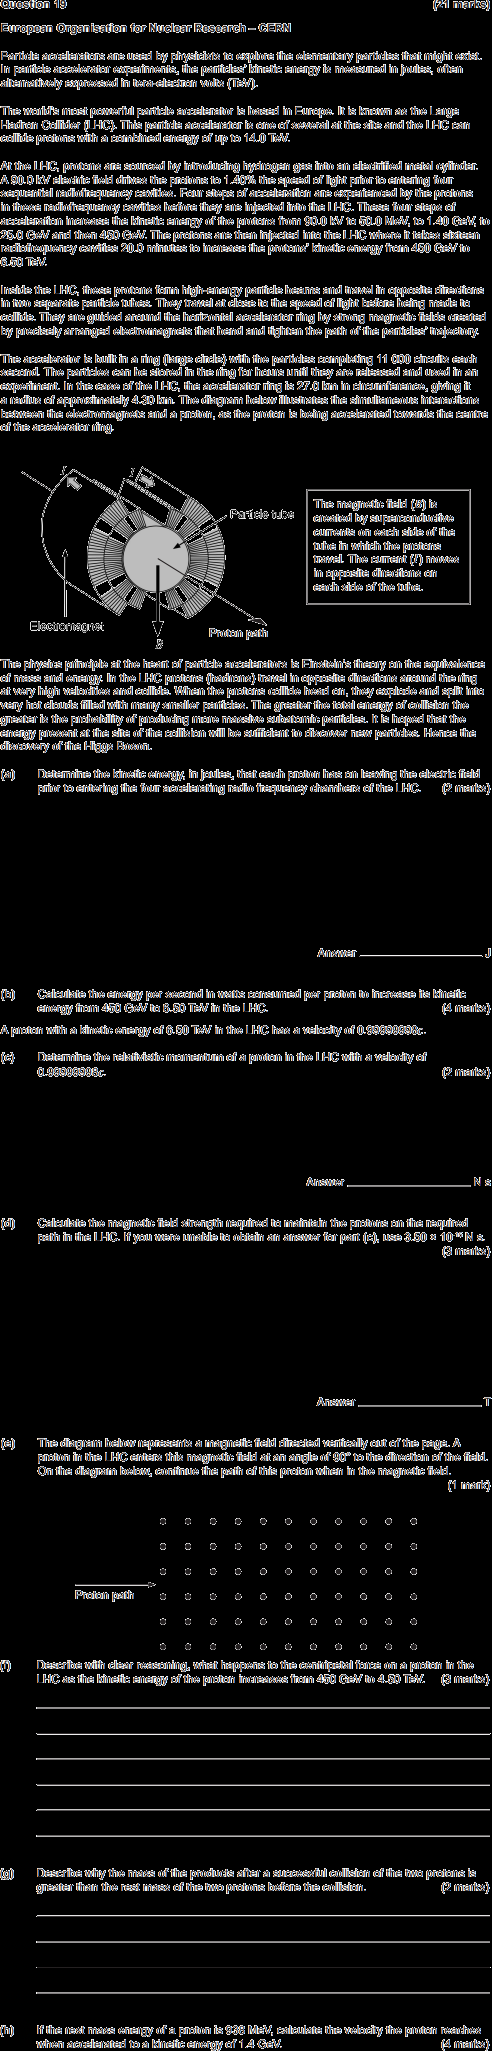 Question 19 (21 marks)
European Organisation for Nuclear Research – CERN
Particle accelerators are used by physicists to explore the elementary particles that might exist.
In particle accelerator experiments, the particles' kinetic energy is measured in joules, often
alternatively expressed in tera-electron volts (TeV).
The world's most powerful particle accelerator is based in Europe. It is known as the Large
Hadron Collider (LHC). This particle accelerator is one of several at the site and the LHC can
collide protons with a combined energy of up to 14.0 TeV.
At the LHC, protons are sourced by introducing hydrogen gas into an electrified metal cylinder.
A 90.0 kV electric field drives the protons to 1.40% the speed of light prior to entering four
sequential radiofrequency cavities. Four steps of acceleration are experienced by the protons
in these radiofrequency cavities before they are injected into the LHC. These four steps of
acceleration increase the kinetic energy of the protons from 90.0 kV to 50.0 MeV, to 1.40 GeV, to
25.0 GeV and then 450 GeV. The protons are then injected into the LHC where it takes sixteen
radiofrequency cavities 20.0 minutes to increase the protons' kinetic energy from 450 GeV to
6.50 TeV.
Inside the LHC, these protons form high-energy particle beams and travel in opposite directions
in two separate particle tubes. They travel at close to the speed of light before being made to
collide. They are guided around the horizontal accelerator ring by strong magnetic fields created
by precisely arranged electromagnets that bend and tighten the path of the particles' trajectory.
The accelerator is built in a ring (large circle) with the particles completing 11 000 circuits each
second. The particles can be stored in the ring for hours until they are released and used in an
experiment. In the case of the LHC, the accelerator ring is 27.0 km in circumference, giving it
a radius of approximately 4.30 km. The diagram below illustrates the simultaneous interactions
between the electromagnets and a proton, as the proton is being accelerated towards the centre
of the accelerator ring.
I
I
Particle tube
Electromagnet
B
Proton path
The magnetic field (B) is
created by superconductive
currents on each side of the
tube in which the protons
travel. The current (I) moves
in opposite directions on
each side of the tube.
The physics principle at the heart of particle accelerators is Einstein's theory on the equivalence
of mass and energy. In the LHC protons (hadrons) travel in opposite directions around the ring
at very high velocities and collide. When the protons collide head on, they explode and split into
very hot clouds filled with many smaller particles. The greater the total energy of collision the
greater is the probability of producing more massive subatomic particles. It is hoped that the
energy present at the site of the collision will be sufficient to discover new particles. Hence the
discovery of the Higgs Boson.
(a) Determine the kinetic energy, in joules, that each proton has on leaving the electric field
prior to entering the four accelerating radio frequency chambers of the LHC. (2 marks)
Answer J
(b) Calculate the energy per second in watts consumed per proton to increase its kinetic
energy from 450 GeV to 6.50 TeV in the LHC. (4 marks)
A proton with a kinetic energy of 6.50 TeV in the LHC has a velocity of 0.99999998c.
(c) Determine the relativistic momentum of a proton in the LHC with a velocity of
0.99999998c. (2 marks)
Answer N s
(d) Calculate the magnetic field strength required to maintain the protons on the required
path in the LHC. If you were unable to obtain an answer for part (c), use 3.50 × 10⁻¹⁵ N s.
(3 marks)
Answer T
(e) The diagram below represents a magnetic field directed vertically out of the page. A
proton in the LHC enters this magnetic field at an angle of 90° to the direction of the field.
On the diagram below, continue the path of this proton when in the magnetic field.
(1 mark)
Proton path
(f) Describe with clear reasoning, what happens to the centripetal force on a proton in the
LHC as the kinetic energy of the proton increases from 450 GeV to 4.50 TeV. (3 marks)
(g) Describe why the mass of the products after a successful collision of the two protons is
greater than the rest mass of the two protons before the collision. (2 marks)
(h) If the rest mass energy of a proton is 938 MeV, calculate the velocity the proton reaches
when accelerated to a kinetic energy of 1.4 GeV. (4 marks)